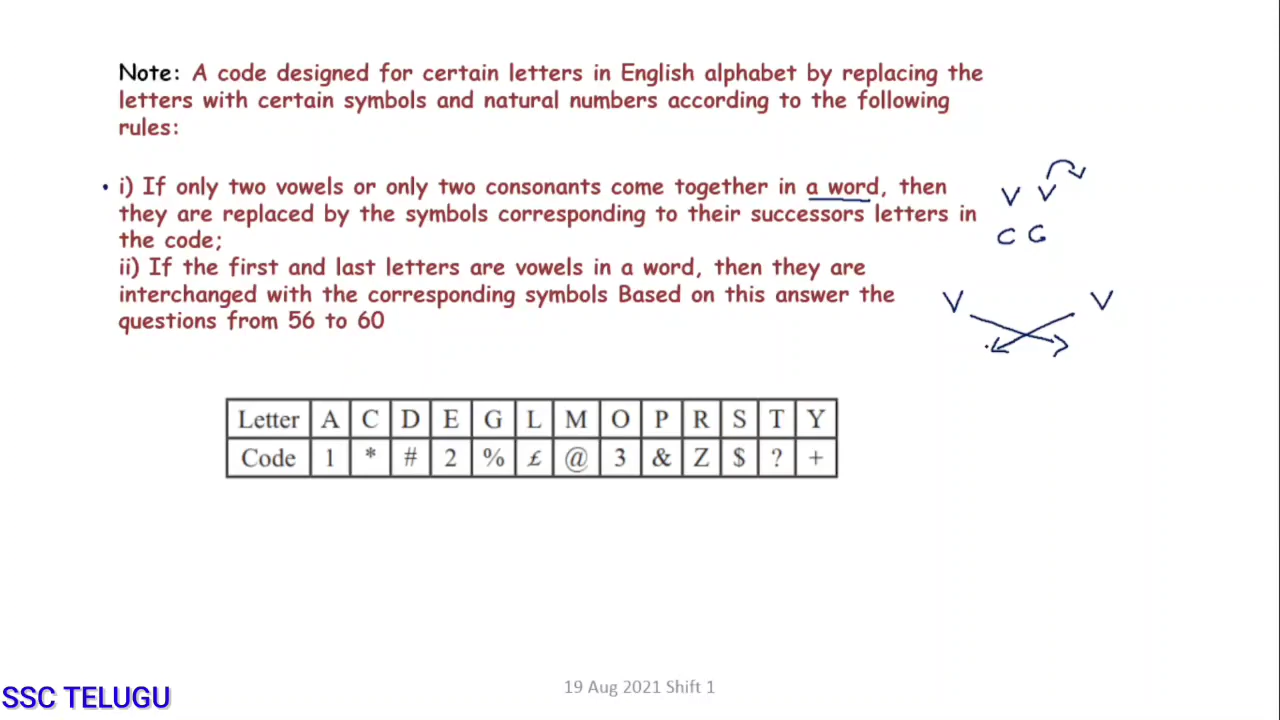 Note: A code designed for certain letters in English alphabet by replacing the
letters with certain symbols and natural numbers according to the following
rules:
i) If only two vowels or only two consonants come together in a word, then
they are replaced by the symbols corresponding to their successors letters in
the code;
ii) If the first and last letters are vowels in a word, then they are
interchanged with the corresponding symbols Based on this answer the
questions from 56 to 60
V V
C C
V V
Letter A C D E G L M O P R S T Y
Code 1 * # 2 % £ @ 3 & Z $ ? +
19 Aug 2021 Shift 1
SSC TELUGU